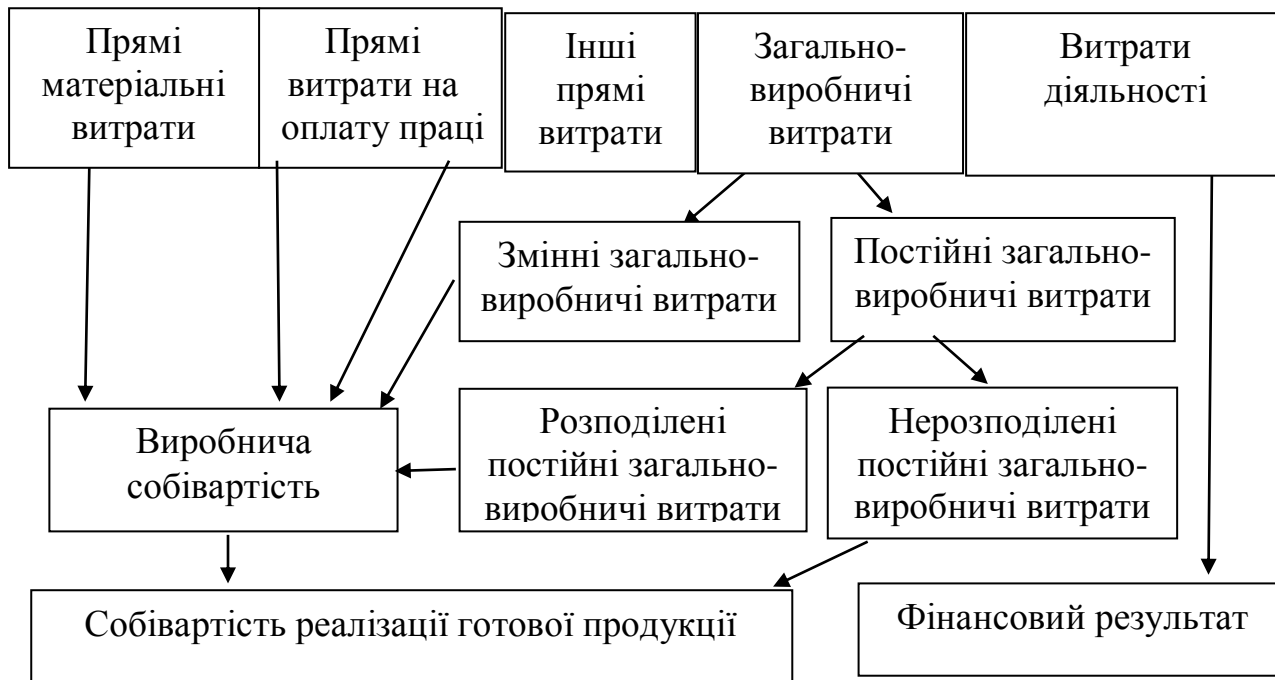 Прямі
матеріальні
витрати
Прямі
витрати на
оплату праці
Інші
прямі
витрати
Загально-
виробничі
витрати
Витрати
діяльності
Змінні загально-
виробничі витрати
Постійні загально-
виробничі витрати
Виробнича
собівартість
Розподілені
постійні загально-
виробничі витрати
Нерозподілені
постійні загально-
виробничі витрати
Собівартість реалізації готової продукції
Фінансовий результат